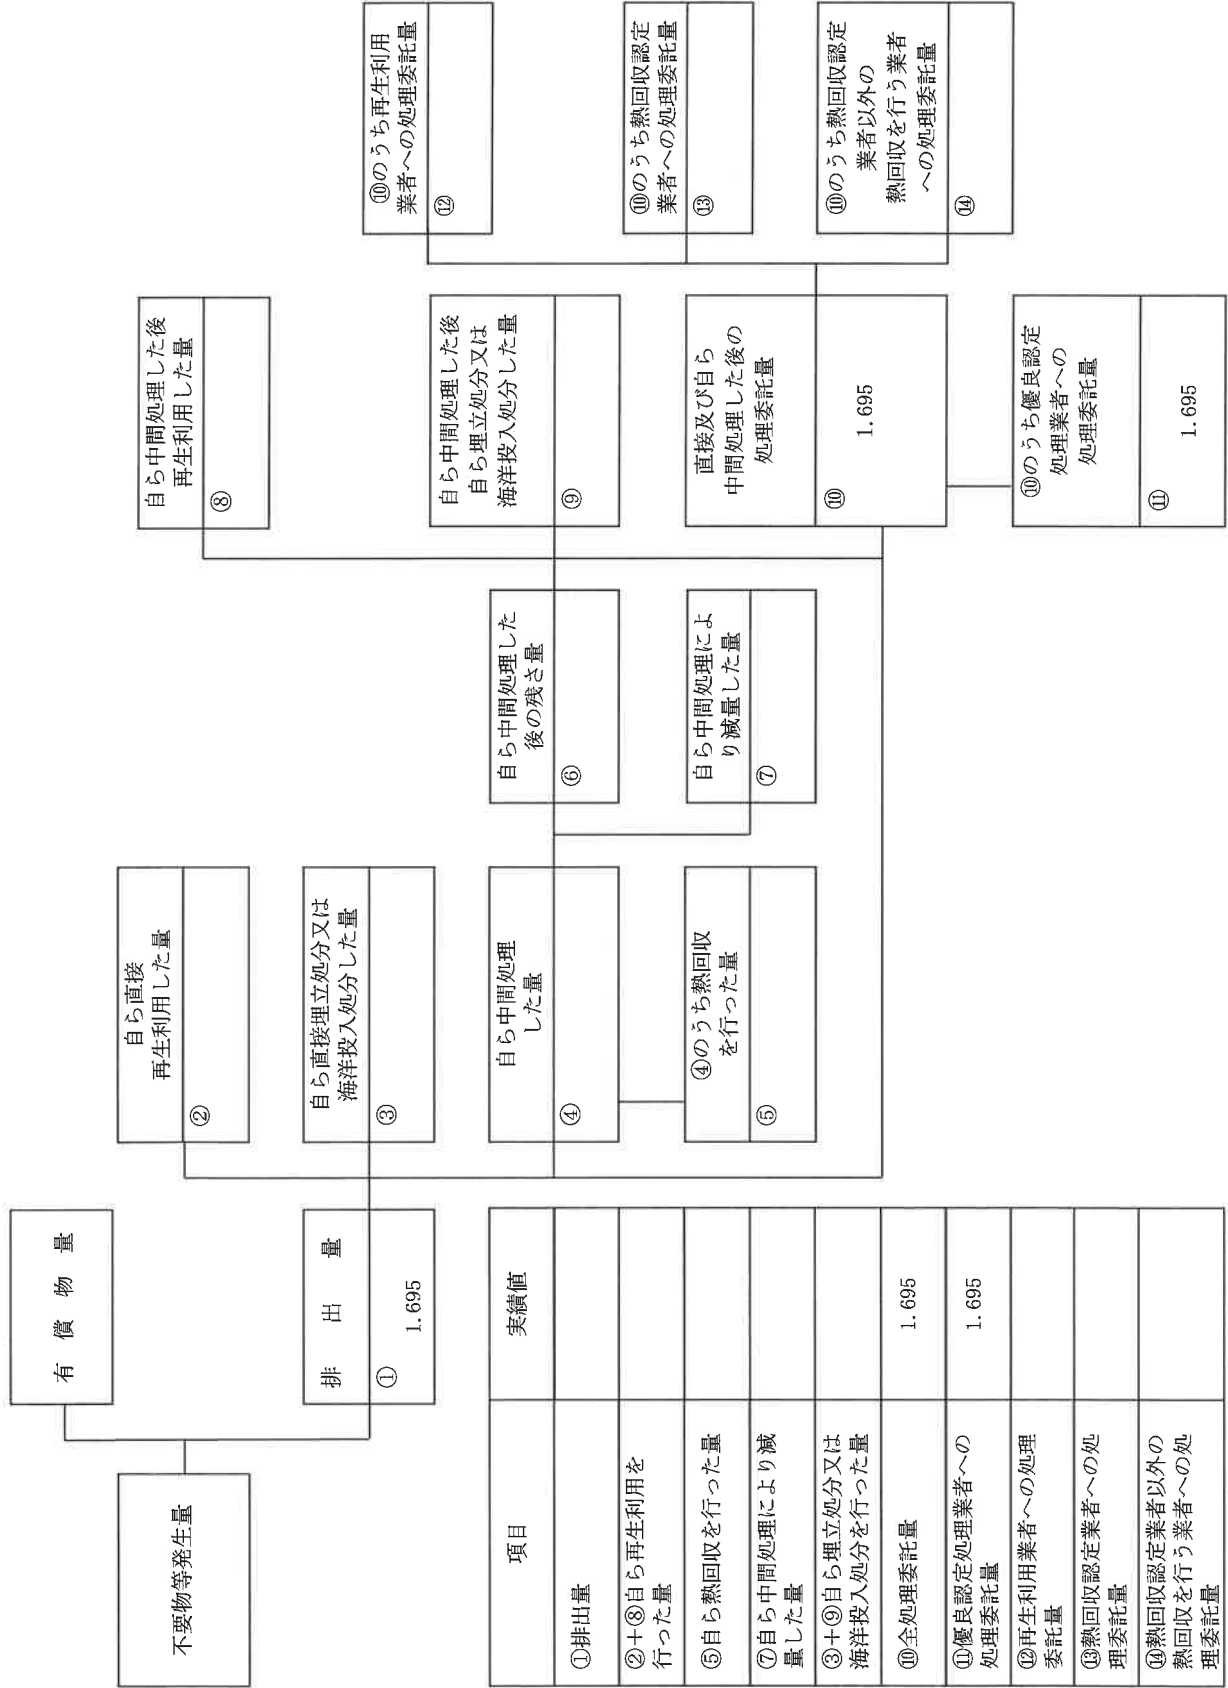 不要物等発生量
有償物量
排出量
①
1.695
自ら直接
再生利用した量
②
自ら直接埋立処分又は
海洋投入処分した量
③
自ら中間処理
した量
④
④のうち熱回収
を行った量
⑤
自ら中間処理した
後の残さ量
⑥
自ら中間処理によ
り減量した量
⑦
自ら中間処理した後
再生利用した量
⑧
自ら中間処理した後
自ら埋立処分又は
海洋投入処分した量
⑨
直接及び自ら
中間処理した後の
処理委託量
⑩
1.695
⑩のうち優良認定
処理業者への
処理委託量
⑪
1.695
⑩のうち再生利用
業者への処理委託量
⑫
⑩のうち熱回収認定
業者への処理委託量
⑬
⑩のうち熱回収認定
業者以外の
熱回収を行う業者
への処理委託量
⑭
項目 実績値
①排出量
②+⑧自ら再生利用を
行った量
⑤自ら熱回収を行った量
⑦自ら中間処理により減
量した量
③+⑨自ら埋立処分又は
海洋投入処分を行った量
⑩全処理委託量 1.695
⑪優良認定処理業者への
処理委託量 1.695
⑫再生利用業者への処理
委託量
⑬熱回収認定業者への処
理委託量
⑭熱回収認定業者以外の
熱回収を行う業者への処
理委託量